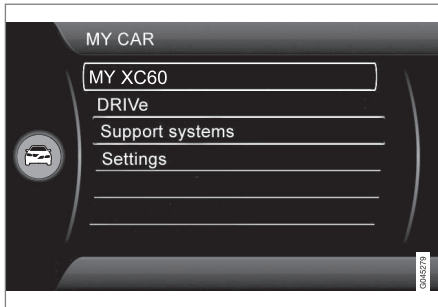 MY CAR
MY XC60
DRIVe
Support systems
Settings
G045279